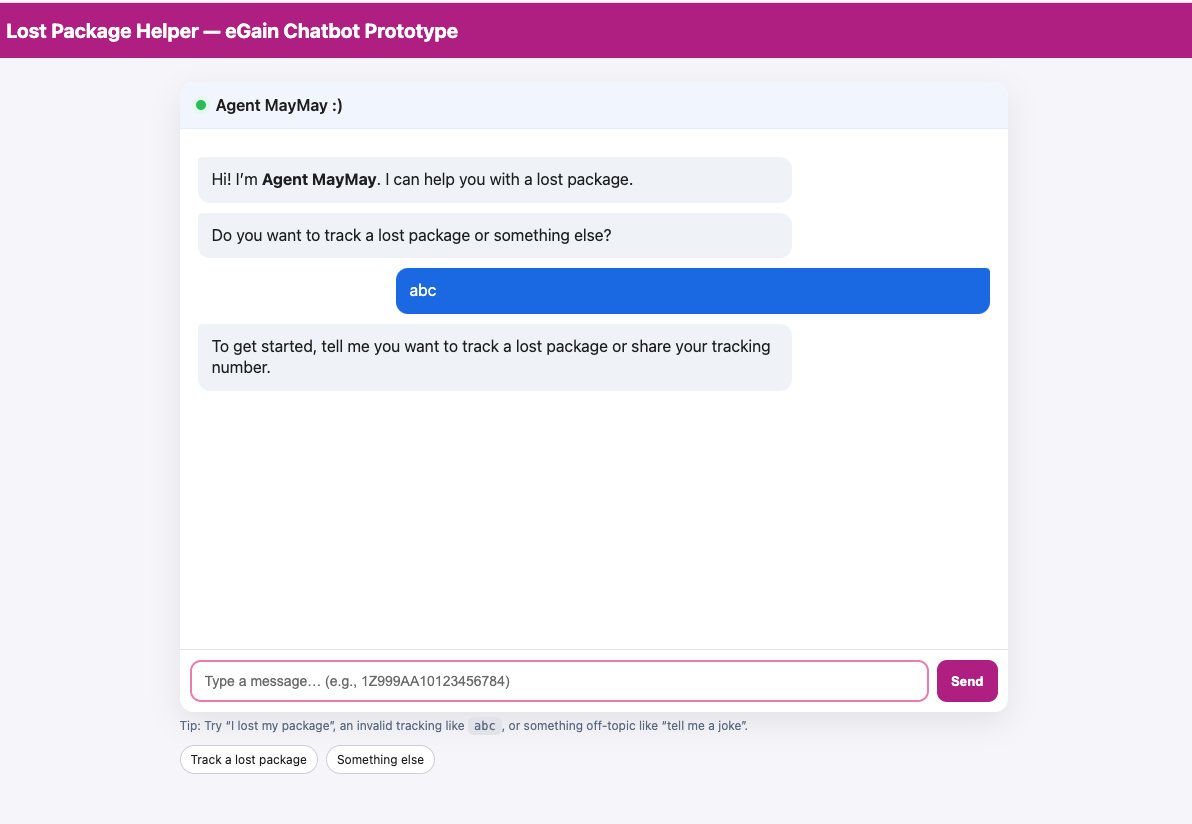 Lost Package Helper — eGain Chatbot Prototype
Agent MayMay :)
Hi! I’m Agent MayMay. I can help you with a lost package.
Do you want to track a lost package or something else?
abc
To get started, tell me you want to track a lost package or share your tracking
number.
Type a message… (e.g., 1Z999AA10123456784)
Send
Tip: Try “I lost my package”, an invalid tracking like abc, or something off-topic like “tell me a joke”.
Track a lost package
Something else